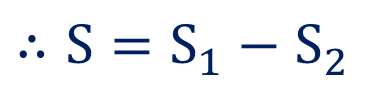 ∴ S = S₁ − S₂